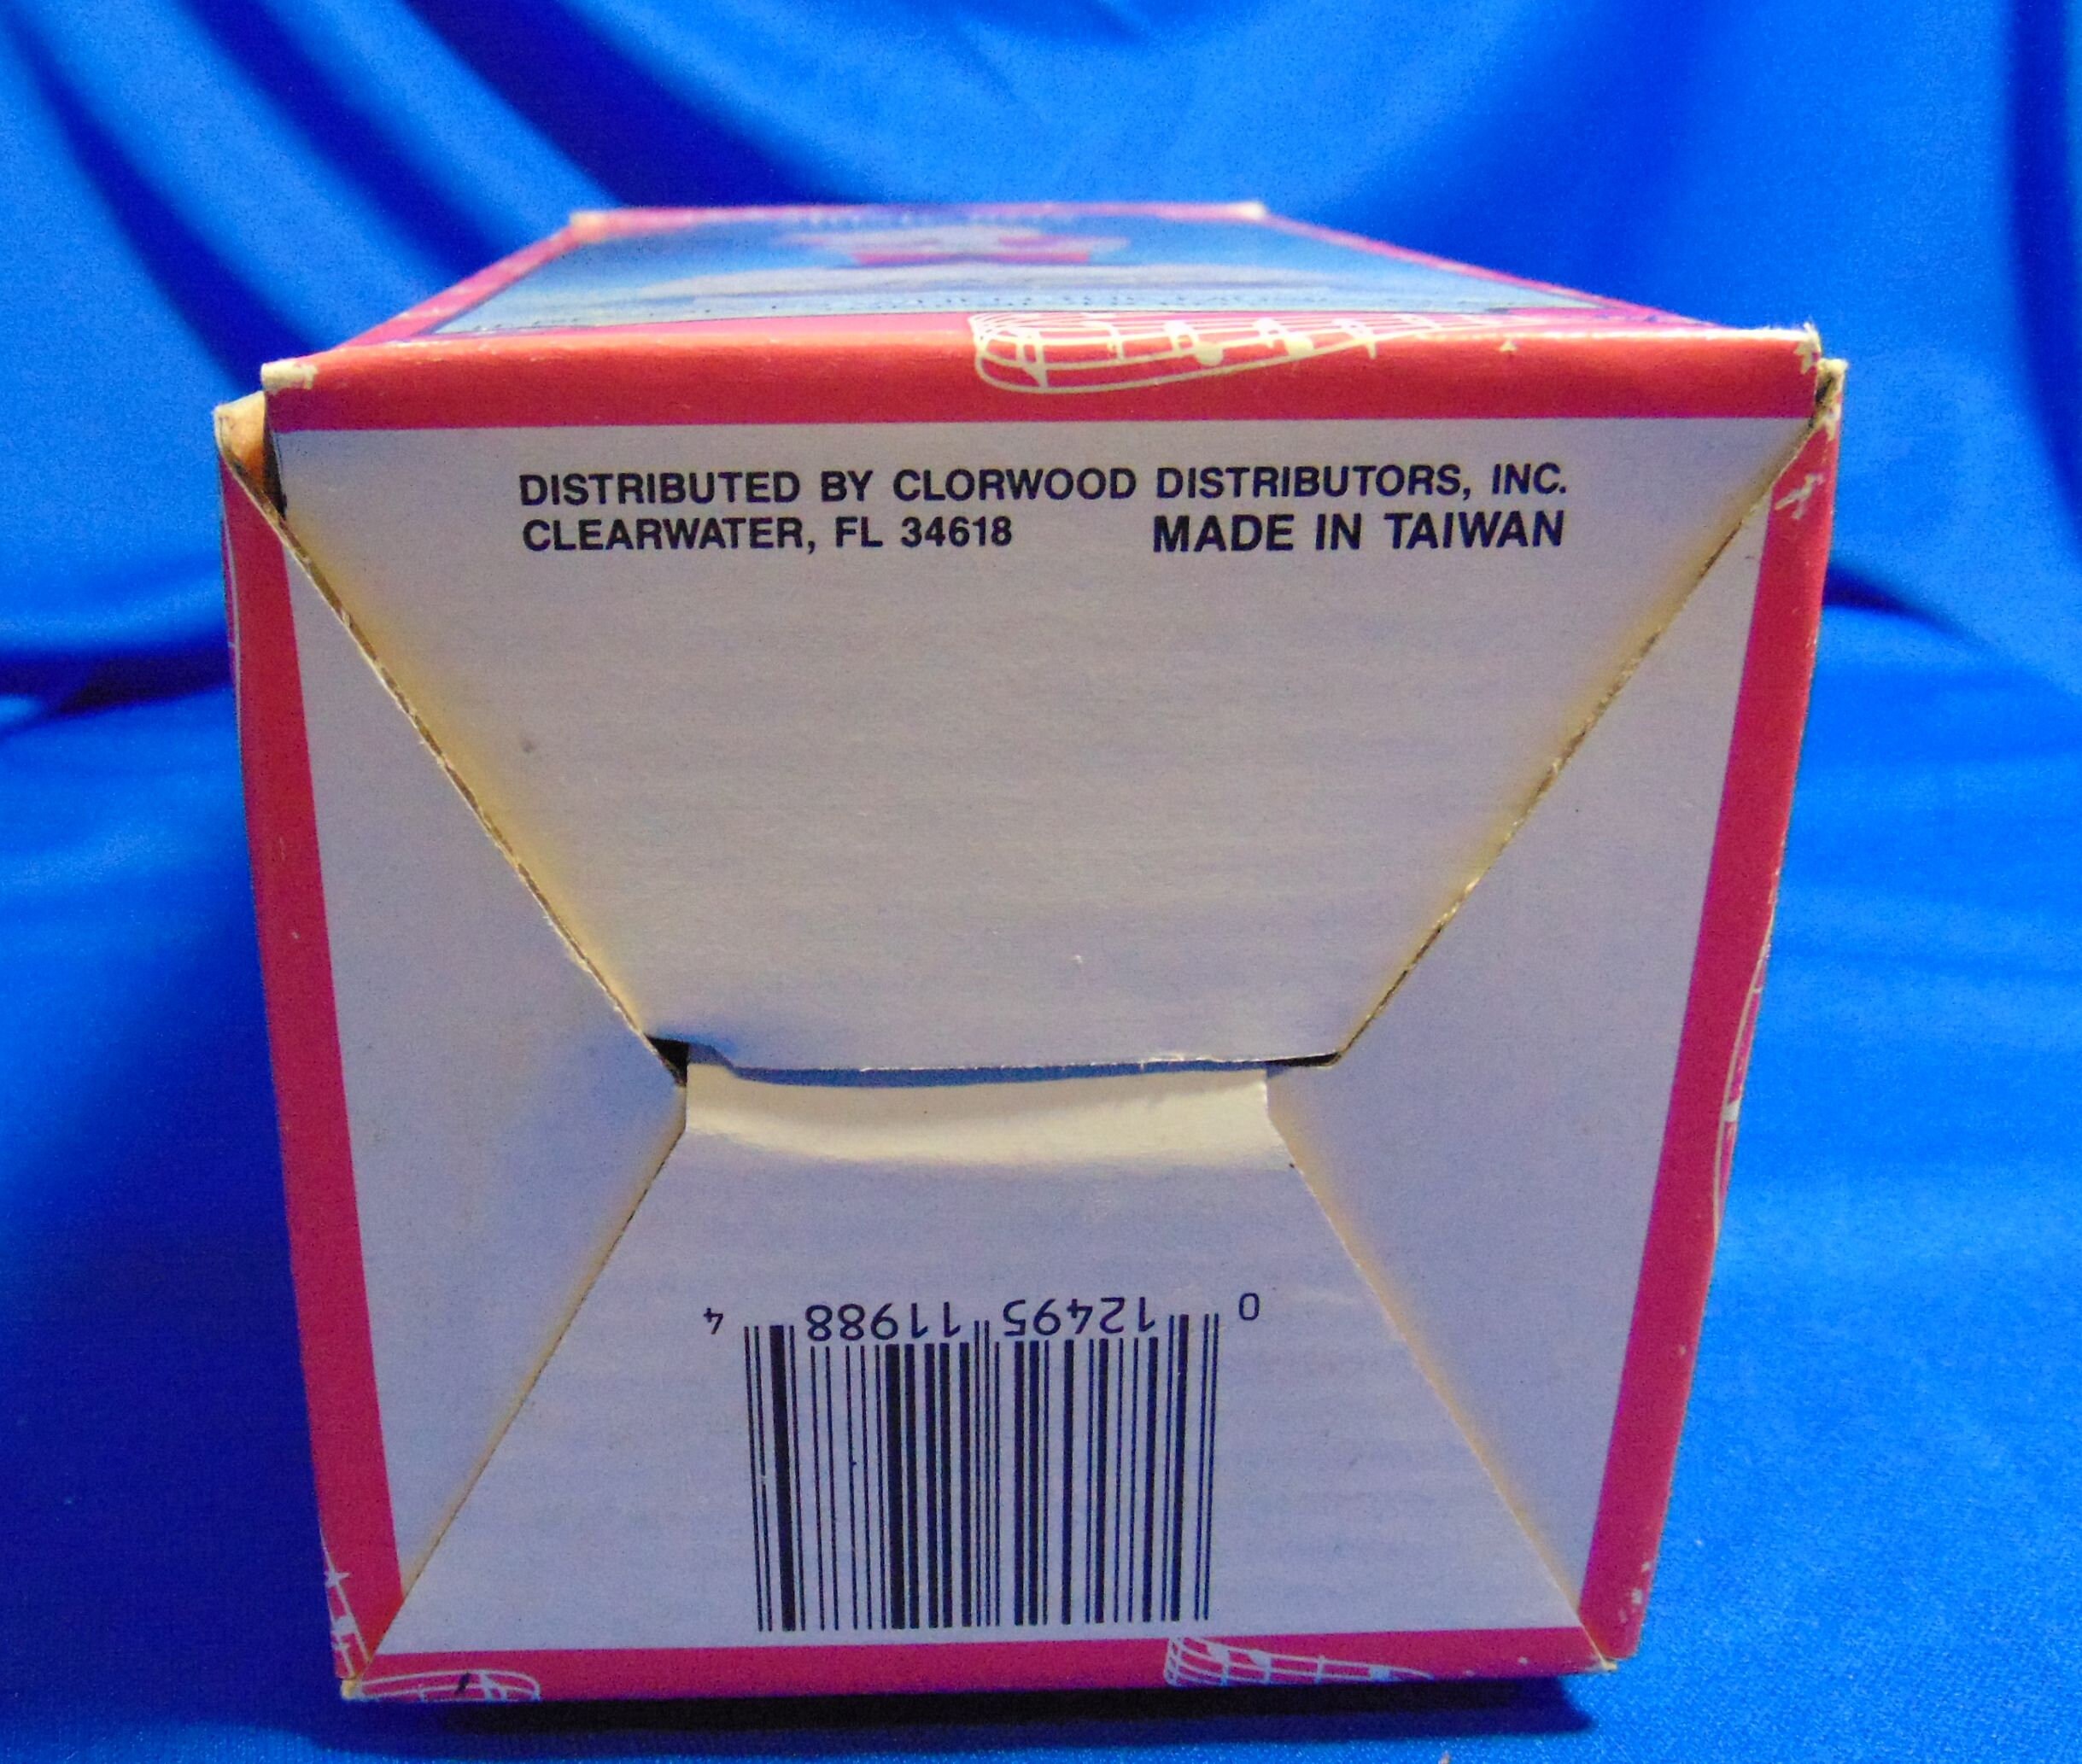 DISTRIBUTED BY CLORWOOD DISTRIBUTORS, INC.
CLEARWATER, FL 34618 MADE IN TAIWAN
0 12495 11988 4